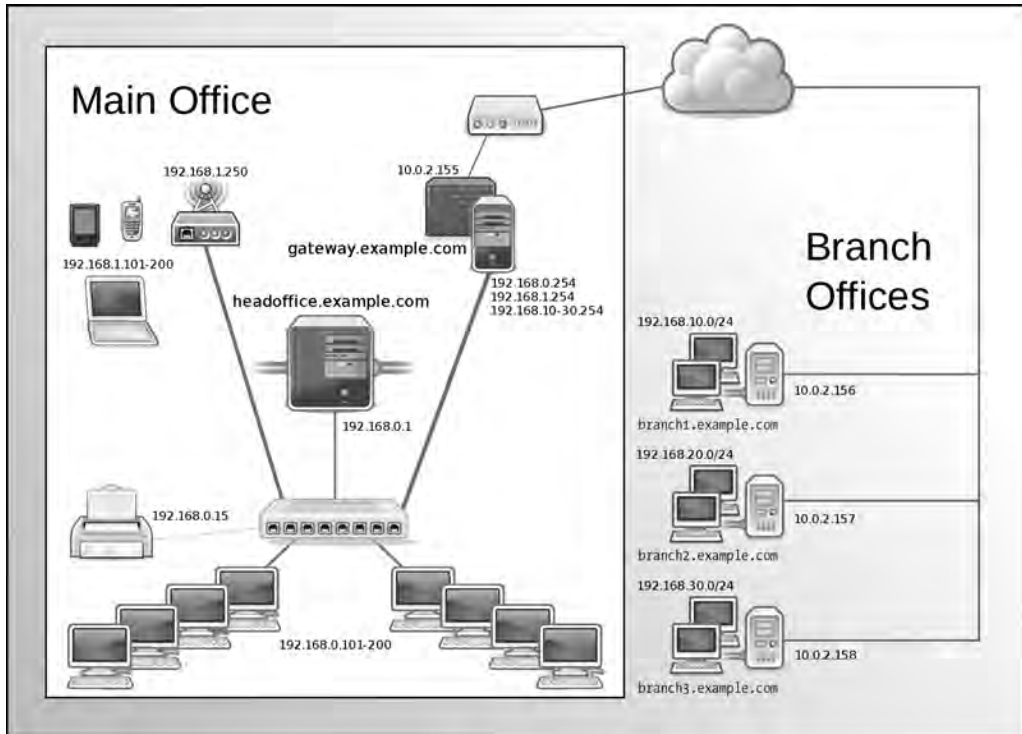 Main Office
192.168.1.250
10.0.2.155
192.168.1.101-200
gateway.example.com
192.168.0.254
192.168.1.254
192.168.10-30.254
headoffice.example.com
192.168.0.1
192.168.0.15
192.168.0.101-200
Branch
Offices
192.168.10.0/24
10.0.2.156
branch1.example.com
192.168.20.0/24
10.0.2.157
branch2.example.com
192.168.30.0/24
10.0.2.158
branch3.example.com